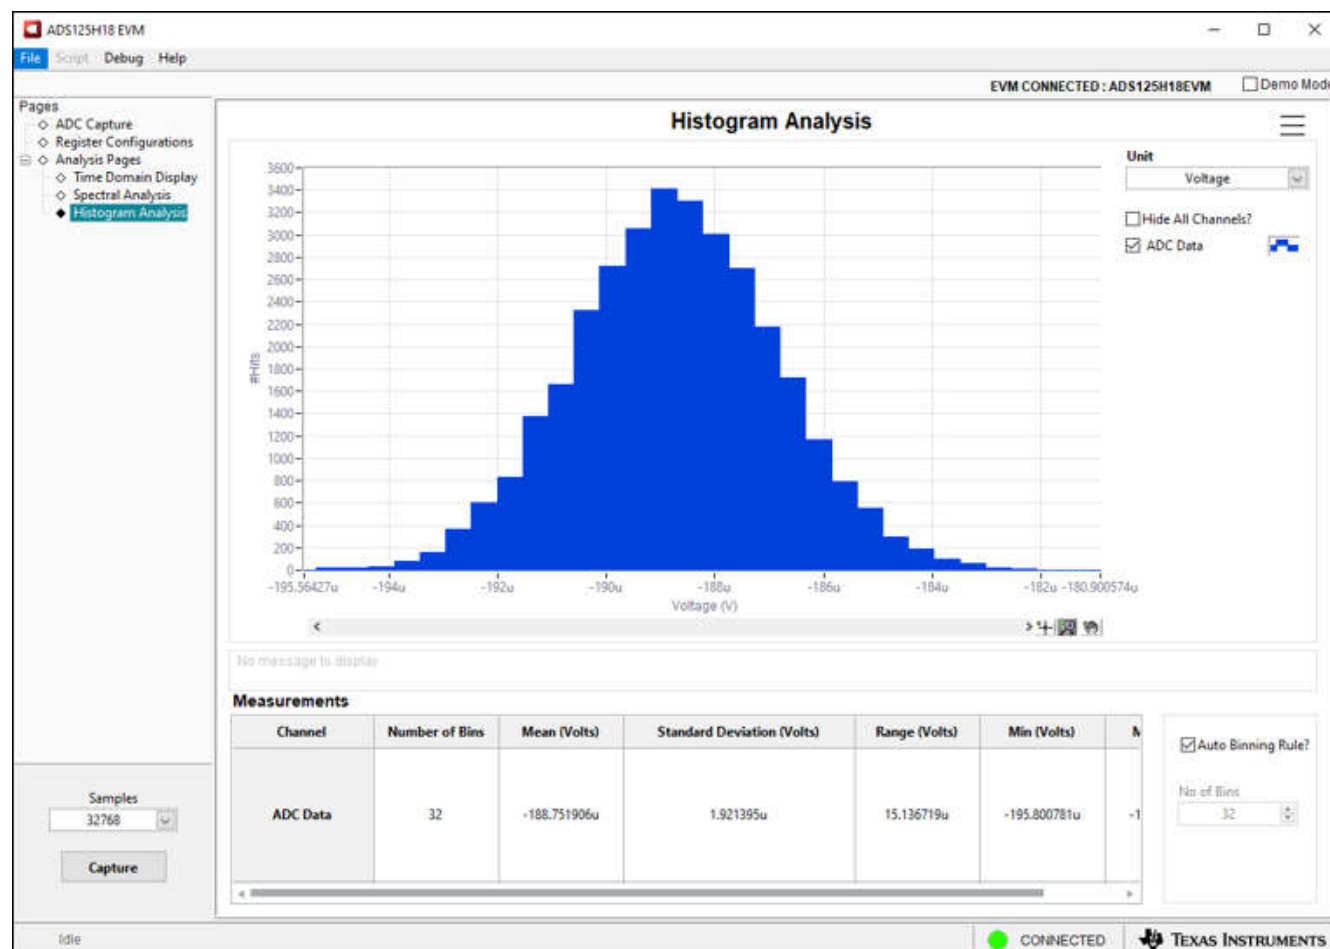 ADS125H18 EVM
File Script Debug Help
EVM CONNECTED : ADS125H18EVM Demo Mode
Pages
ADC Capture
Register Configurations
Analysis Pages
Time Domain Display
Spectral Analysis
Histogram Analysis
Histogram Analysis
3600
3400
3200
3000
2800
2600
2400
2200
2000
1800
1600
1400
1200
1000
800
600
400
200
0
#Hits
-195.56427u -194u -192u -190u -188u -186u -184u -182u -180.900574u
Voltage (V)
Unit
Voltage
Hide All Channels?
ADC Data
No message to display
Measurements
Channel Number of Bins Mean (Volts) Standard Deviation (Volts) Range (Volts) Min (Volts) M
ADC Data 32 -188.751906u 1.921395u 15.136719u -195.800781u -1
Auto Binning Rule?
No of Bins
32
Samples
32768
Capture
Idle CONNECTED TEXAS INSTRUMENTS